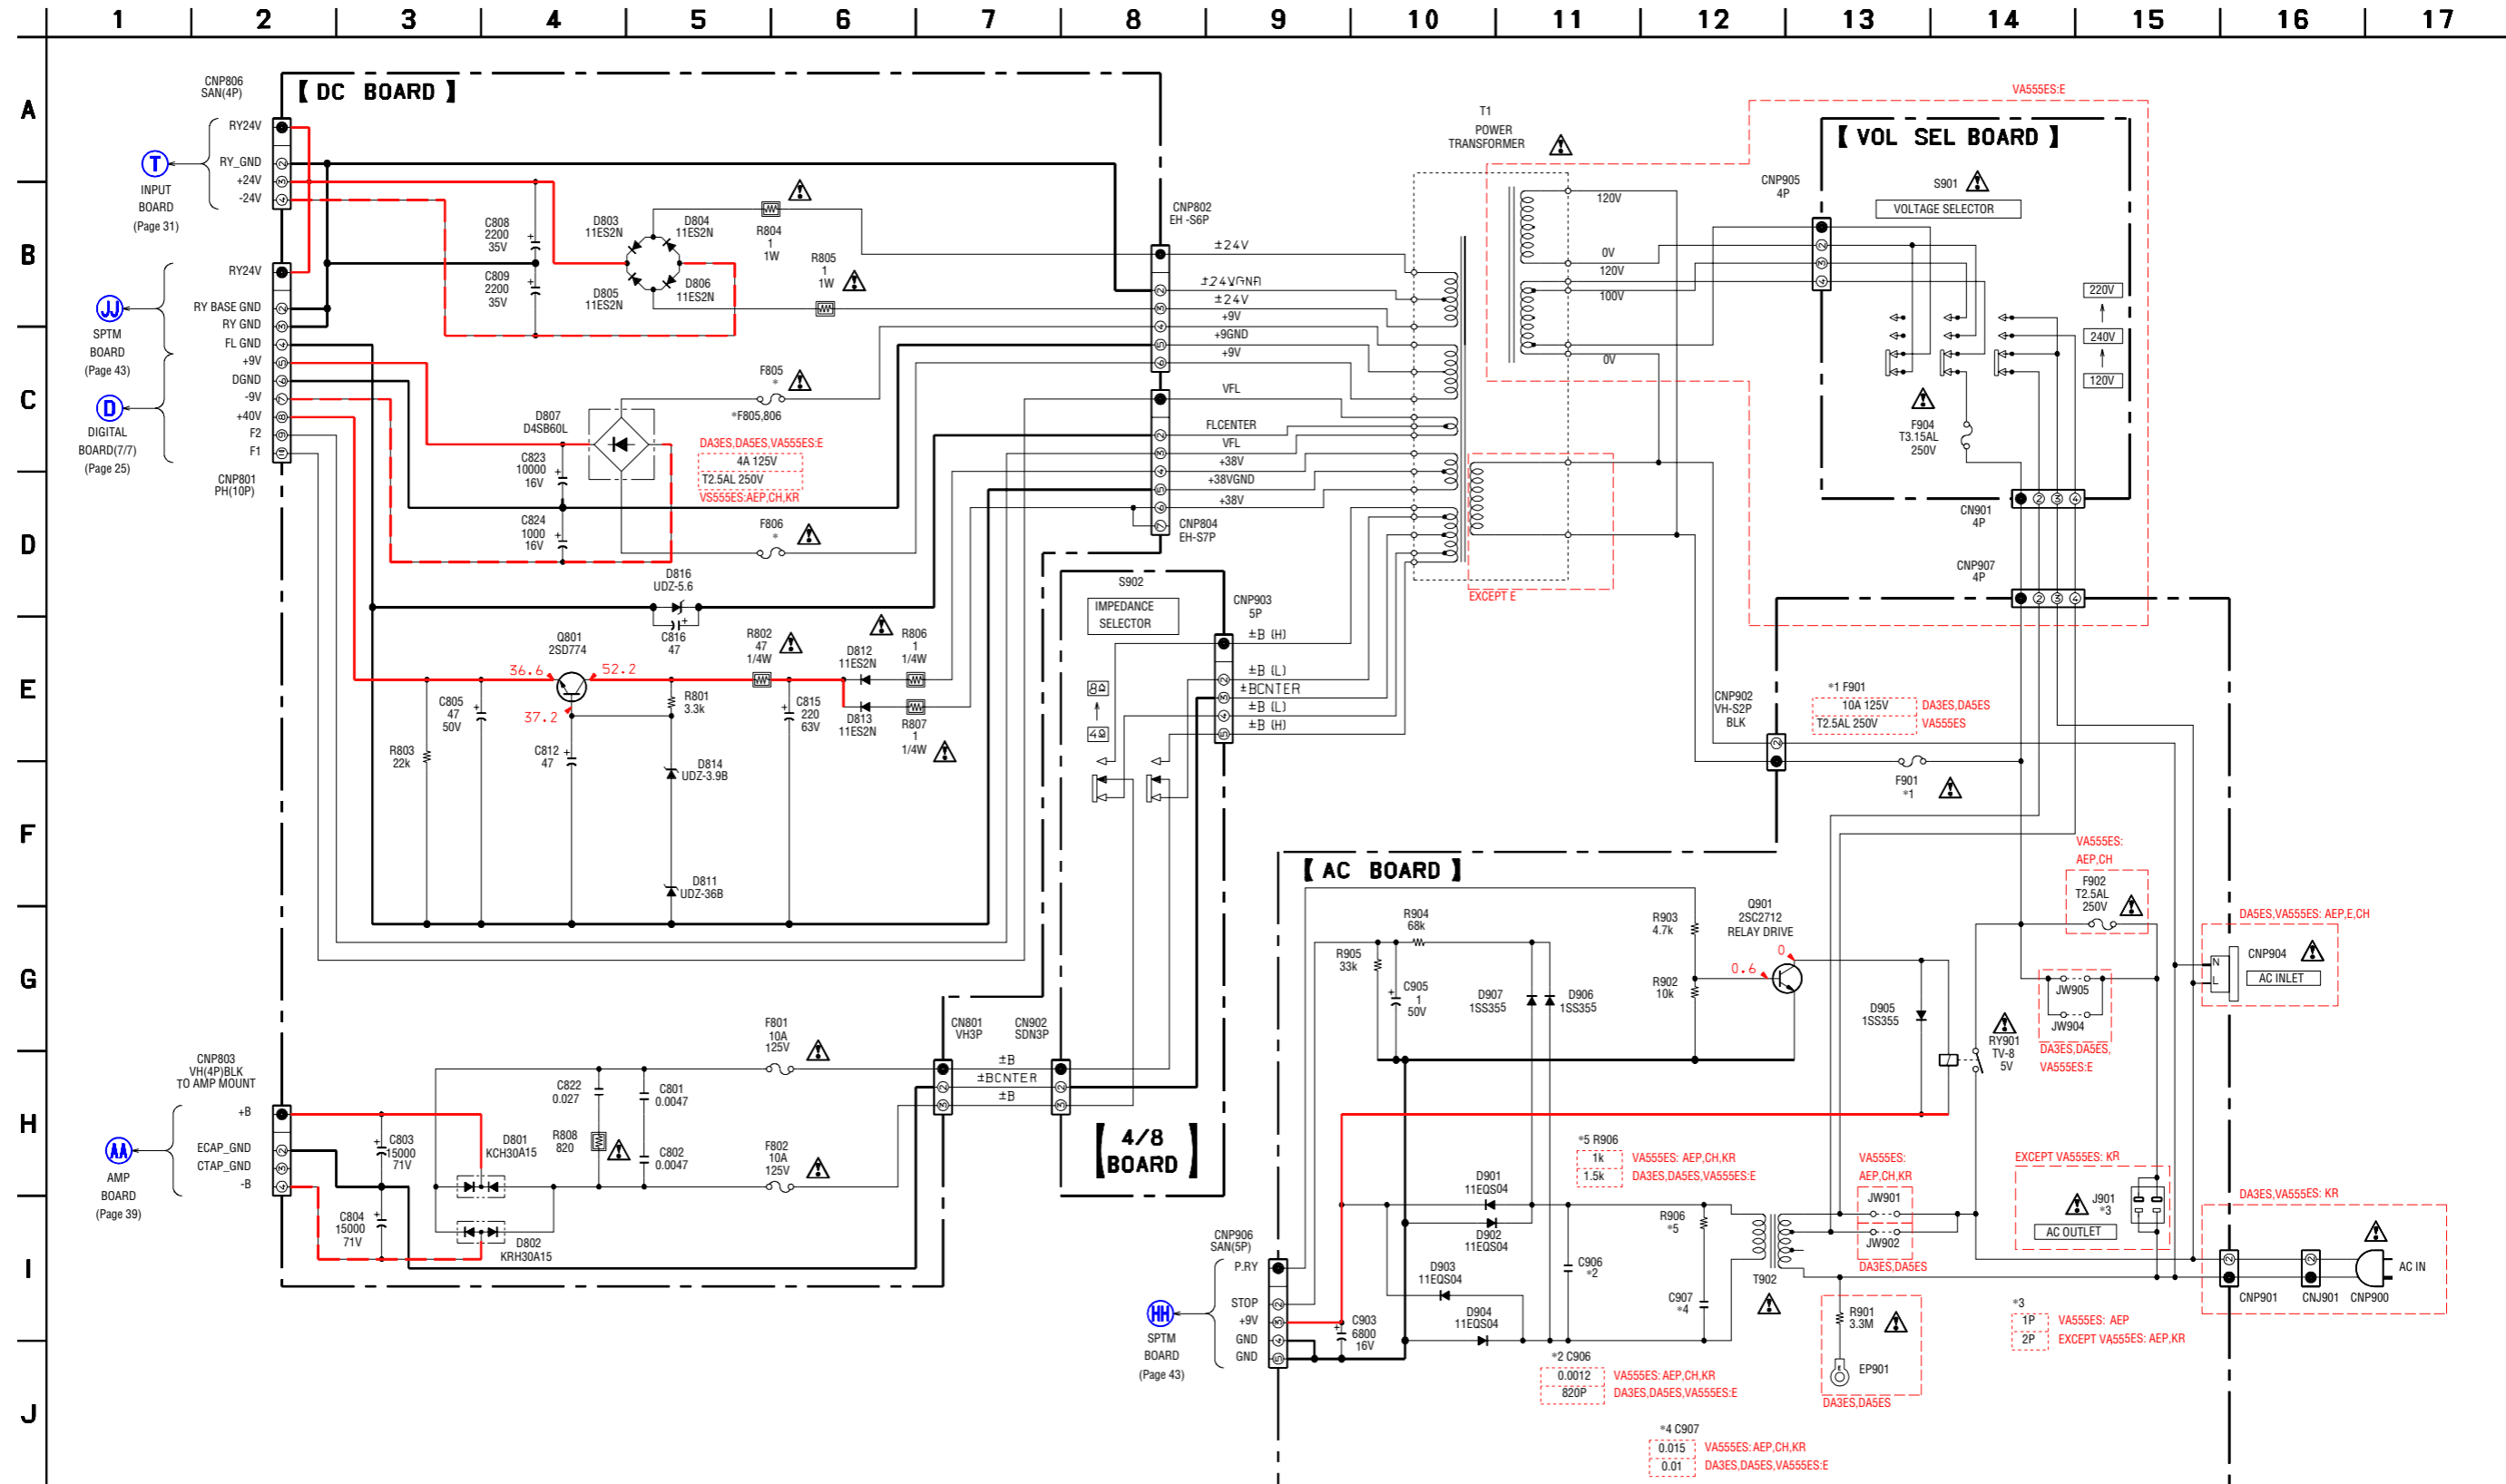 1 2 3 4 5 6 7 8 9 10 11 12 13 14 15 16 17
A
B
C
D
E
F
G
H
I
J
【 DC BOARD 】
CNP806
SAN(4P)
RY24V
RY_GND
+24V
-24V
T
INPUT
BOARD
(Page 31)
RY24V
RY BASE GND
RY GND
FL GND
+9V
DGND
-9V
+40V
F2
F1
JJ
SPTM
BOARD
(Page 43)
D
DIGITAL
BOARD(7/7)
(Page 25)
CNP801
PH(10P)
C808
2200
35V
C809
2200
35V
D803
11ES2N
D804
11ES2N
D805
11ES2N
D806
11ES2N
R804
1
1W
R805
1
1W
F805
*
*F805,806
D807
D4SB60L
DA3ES,DA5ES,VA555ES:E
4A 125V
T2.5AL 250V
VS555ES:AEP,CH,KR
C823
10000
16V
C824
1000
16V
F806
*
D816
UDZ-5.6
C816
47
Q801
2SD774
36.6
52.2
37.2
R802
47
1/4W
D812
11ES2N
R806
1
1/4W
D813
11ES2N
R807
1
1/4W
R801
3.3k
C815
220
63V
C805
47
50V
R803
22k
C812
47
D814
UDZ-3.9B
D811
UDZ-36B
CNP802
EH -S6P
±24V
±24VGND
±24V
+9V
+9GND
+9V
VFL
FLCENTER
VFL
+38V
+38VGND
+38V
CNP804
EH-S7P
S902
IMPEDANCE
SELECTOR
8Ω
4Ω
CNP903
5P
±B (H)
±B (L)
±BCNTER
±B (L)
±B (H)
T1
POWER
TRANSFORMER
120V
0V
120V
100V
0V
EXCEPT E
VA555ES:E
【 VOL SEL BOARD 】
CNP905
4P
S901
VOLTAGE SELECTOR
220V
240V
120V
F904
T3.15AL
250V
CN901
4P
CNP907
4P
CNP902
VH-S2P
BLK
*1 F901
10A 125V DA3ES,DA5ES
T2.5AL 250V VA555ES
F901
*1
CNP803
VH(4P)BLK
TO AMP MOUNT
+B
ECAP_GND
CTAP_GND
-B
AA
AMP
BOARD
(Page 39)
C803
15000
71V
C804
15000
71V
D801
KCH30A15
D802
KRH30A15
C822
0.027
R808
820
C801
0.0047
C802
0.0047
F801
10A
125V
F802
10A
125V
CN801
VH3P
CN902
SDN3P
±B
±BCNTER
±B
【 4/8
BOARD 】
【 AC BOARD 】
R904
68k
R905
33k
C905
1
50V
D907
1SS355
D906
1SS355
R903
4.7k
R902
10k
Q901
2SC2712
RELAY DRIVE
0
0.6
D905
1SS355
RY901
TV-8
5V
VA555ES:
AEP,CH
F902
T2.5AL
250V
JW905
JW904
DA3ES,DA5ES,
VA555ES:E
DA5ES,VA555ES: AEP,E,CH
CNP904
N
L
AC INLET
*5 R906
1k VA555ES: AEP,CH,KR
1.5k DA3ES,DA5ES,VA555ES:E
D901
11EQS04
D902
11EQS04
D903
11EQS04
D904
11EQS04
C906
*2
R906
*5
C907
*4
T902
VA555ES:
AEP,CH,KR
JW901
JW902
DA3ES,DA5ES
EXCEPT VA555ES: KR
J901
*3
AC OUTLET
DA3ES,VA555ES: KR
AC IN
CNP901
CNJ901
CNP900
CNP906
SAN(5P)
P.RY
STOP
+9V
GND
GND
HH
SPTM
BOARD
(Page 43)
C903
6800
16V
R901
3.3M
EP901
DA3ES,DA5ES
*3
1P VA555ES: AEP
2P EXCEPT VA555ES: AEP,KR
*2 C906
0.0012 VA555ES: AEP,CH,KR
820P DA3ES,DA5ES,VA555ES:E
*4 C907
0.015 VA555ES: AEP,CH,KR
0.01 DA3ES,DA5ES,VA555ES:E